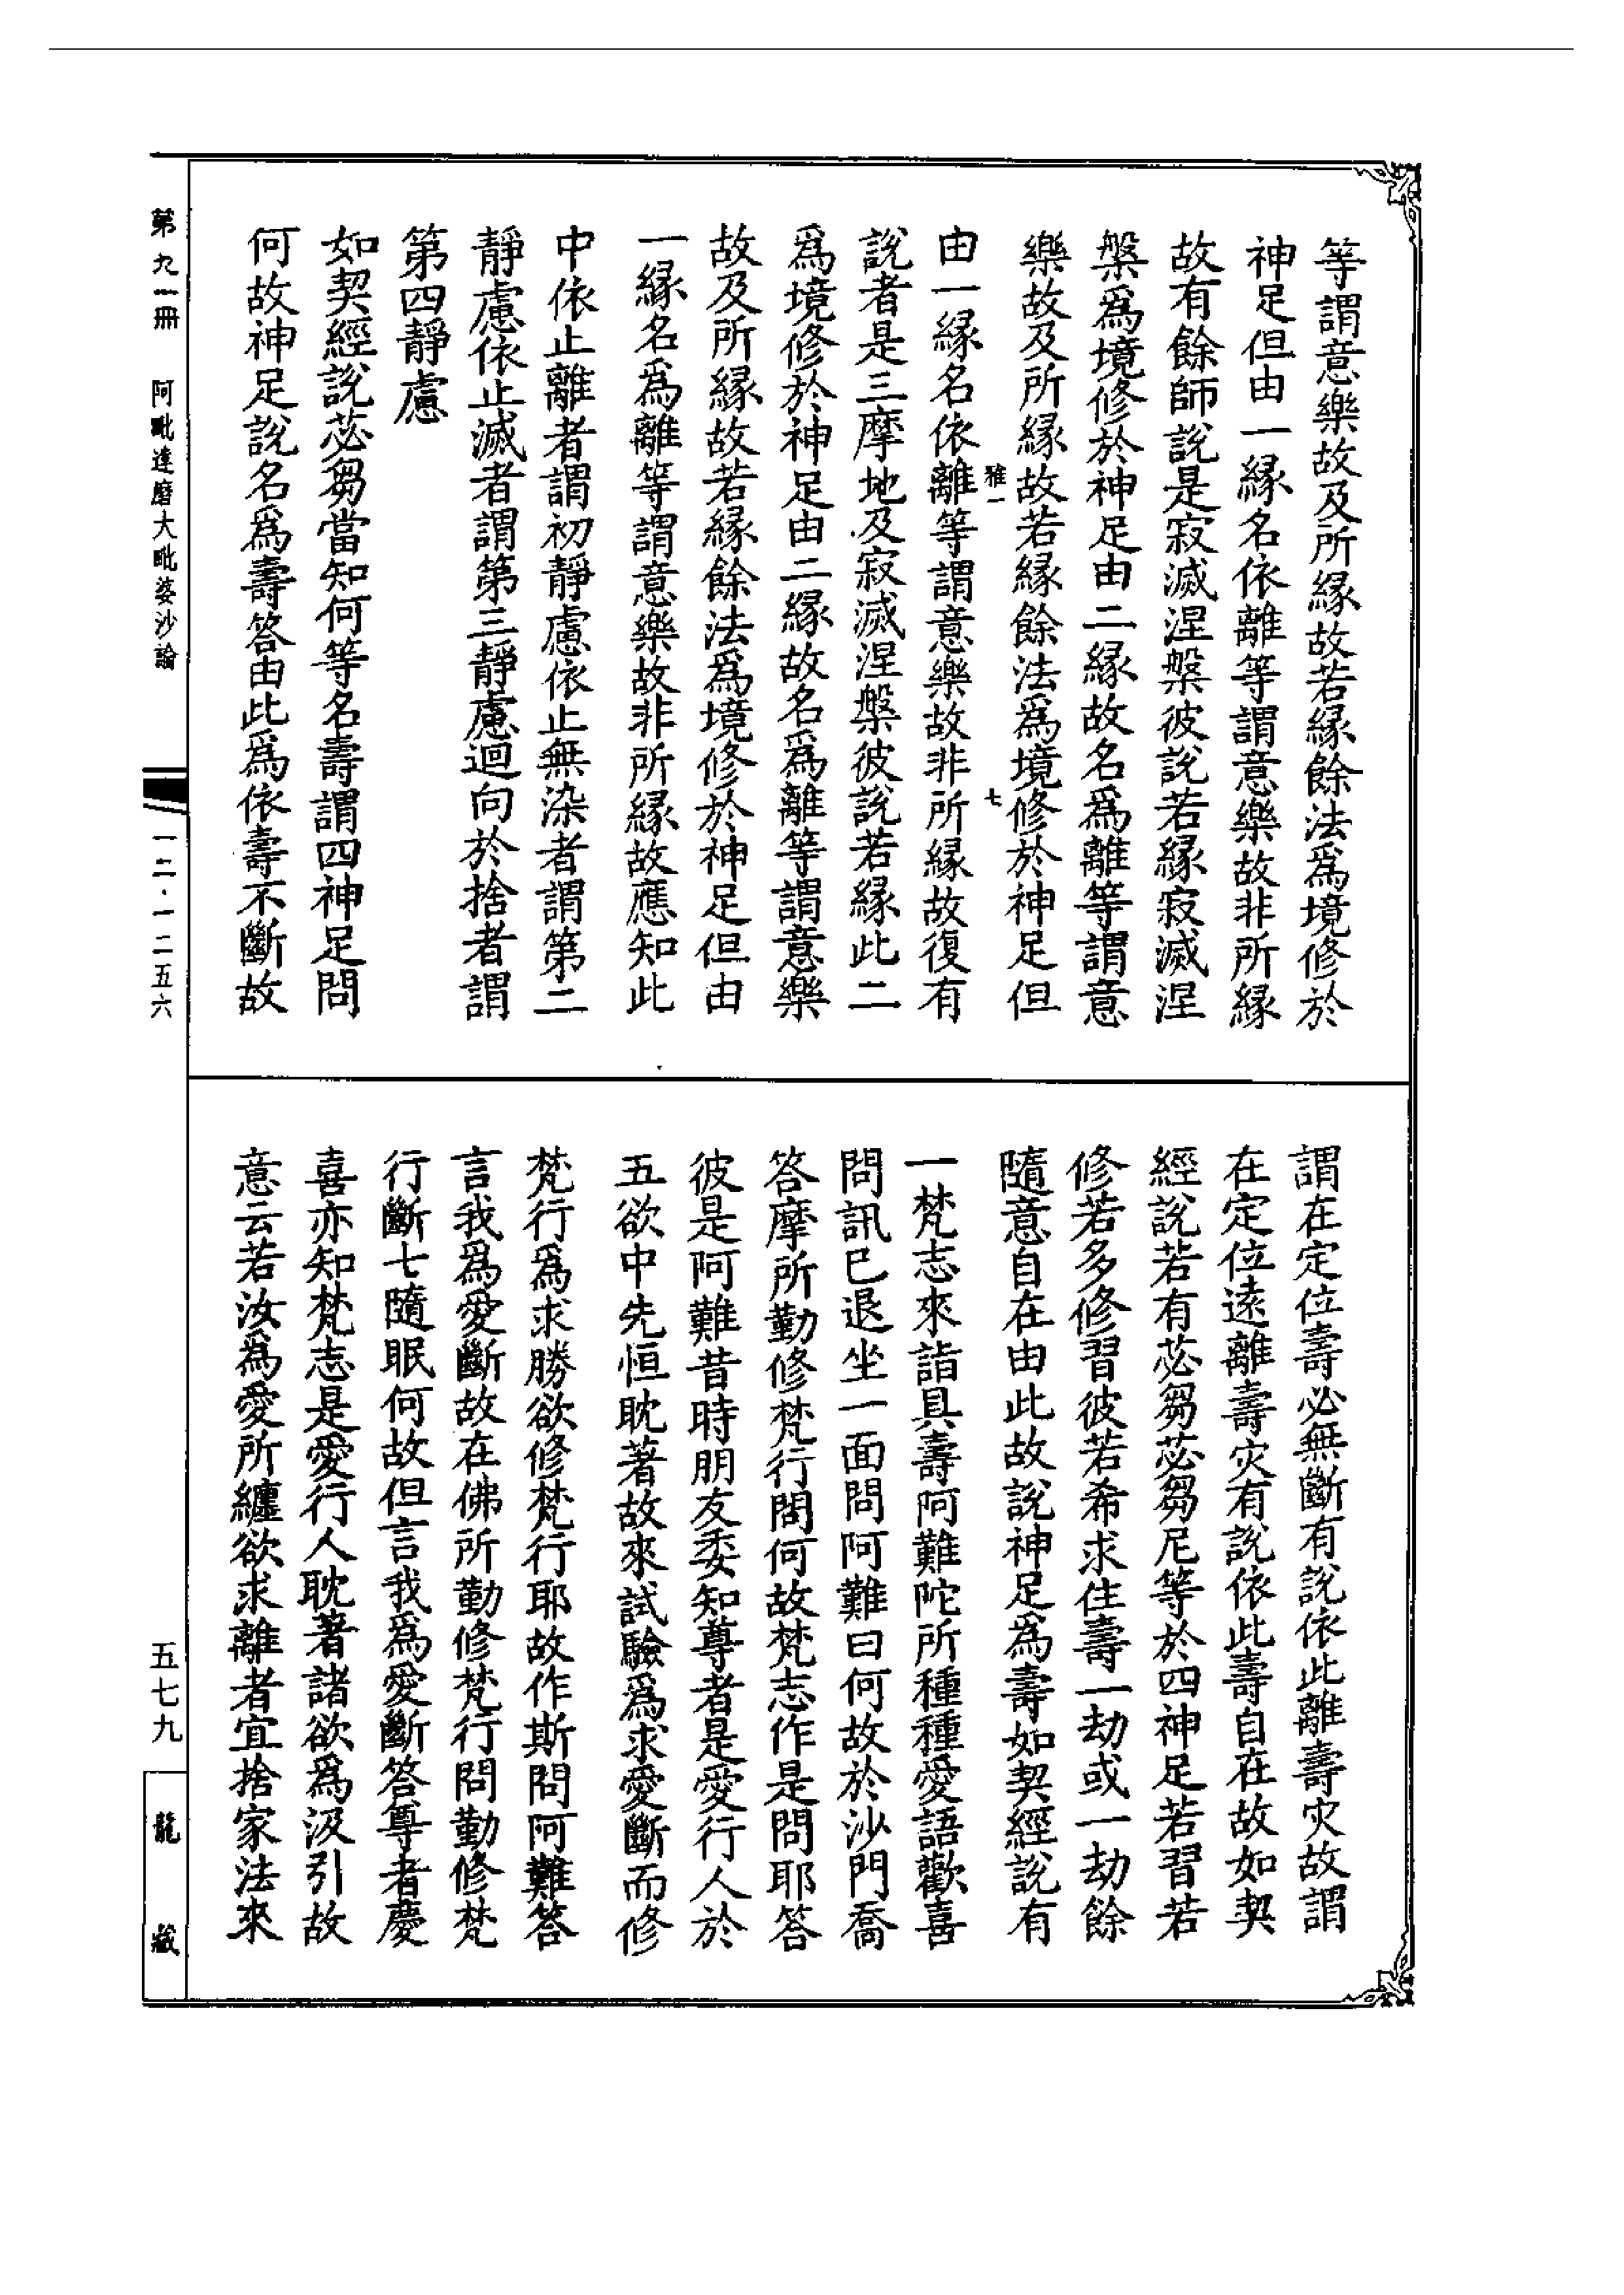 等謂意樂故及所緣故若緣餘法爲境修於
神足但由一緣名依離等謂意樂故非所緣
故有餘師說是寂滅涅槃彼說若緣寂滅涅
槃爲境修於神足由二緣故名爲離等謂意
樂故及所緣故若緣餘法爲境修於神足但
雅一 七
由一緣名依離等謂意樂故非所緣故復有
說者是三摩地及寂滅涅槃彼說若緣此二
爲境修於神足由二緣故名爲離等謂意樂
故及所緣故若緣餘法爲境修於神足但由
一緣名爲離等謂意樂故非所緣故應知此
中依止離者謂初靜慮依止無染者謂第二
靜慮依止滅者謂第三靜慮迴向於捨者謂
第四靜慮
如契經說苾芻當知何等名壽謂四神足問
何故神足說名爲壽答由此爲依壽不斷故
謂在定位壽必無斷有說依此離壽灾故謂
在定位遠離壽灾有說依此壽自在故如契
經說若有苾芻苾芻尼等於四神足若習若
修若多修習彼若希求住壽一劫或一劫餘
隨意自在由此故說神足爲壽如契經說有
一梵志來詣具壽阿難陀所種種愛語歡喜
問訊已退坐一面問阿難曰何故於沙門喬
答摩所勤修梵行問何故梵志作是問耶答
彼是阿難昔時朋友委知尊者是愛行人於
五欲中先恒耽著故來試驗爲求愛斷而修
梵行爲求勝欲修梵行耶故作斯問阿難答
言我爲愛斷故在佛所勤修梵行問勤修梵
行斷七隨眠何故但言我爲愛斷答尊者慶
喜亦知梵志是愛行人耽著諸欲爲汲引故
意云若汝爲愛所纏欲求離者宜捨家法來
第九一冊 阿毗達磨大毗婆沙論
一二·一二五六
五七九
龍藏